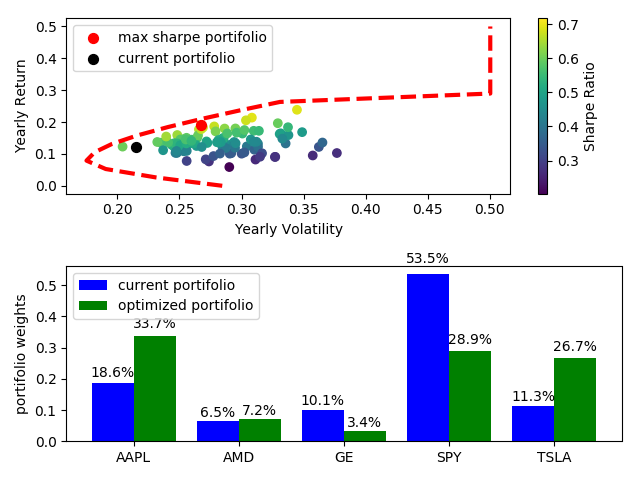 max sharpe portifolio
current portifolio
Yearly Return
0.5
0.4
0.3
0.2
0.1
0.0
0.20 0.25 0.30 0.35 0.40 0.45 0.50
Yearly Volatility
0.7
0.6
0.5
0.4
0.3
Sharpe Ratio
current portifolio
optimized portifolio
portifolio weights
0.5
0.4
0.3
0.2
0.1
0.0
18.6% 33.7% 6.5% 7.2% 10.1% 3.4% 53.5% 28.9% 11.3% 26.7%
AAPL AMD GE SPY TSLA